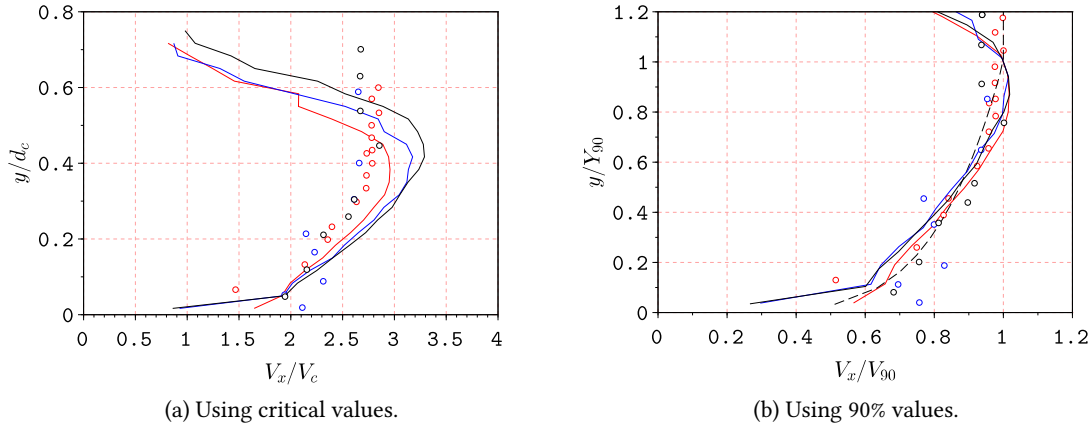 0.8
0.6
0.4
0.2
0
0 0.5 1 1.5 2 2.5 3 3.5 4
y/d_c
V_x/V_c
(a) Using critical values.
1.2
1
0.8
0.6
0.4
0.2
0
0 0.2 0.4 0.6 0.8 1 1.2
y/Y_90
V_x/V_90
(b) Using 90% values.